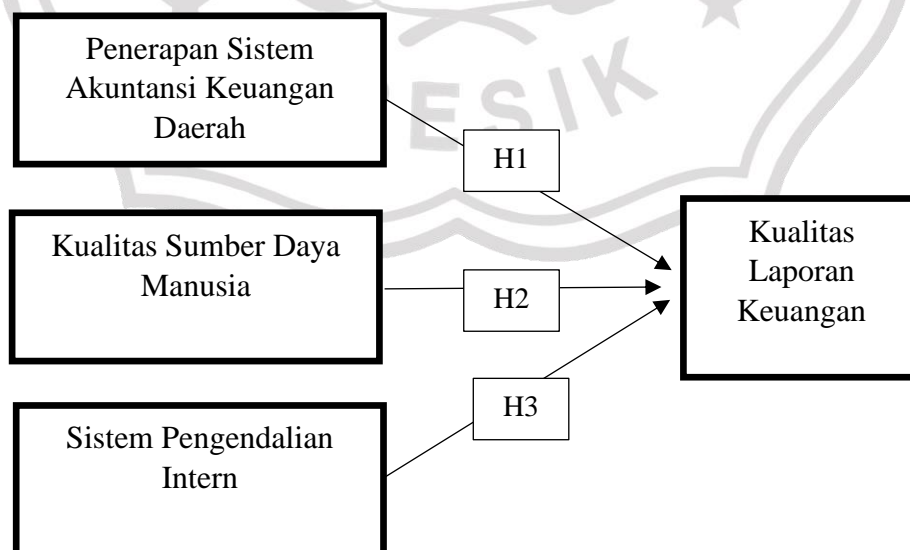 Penerapan Sistem
Akuntansi Keuangan
Daerah
H1
Kualitas Sumber Daya
Manusia
H2
Kualitas
Laporan
Keuangan
H3
Sistem Pengendalian
Intern